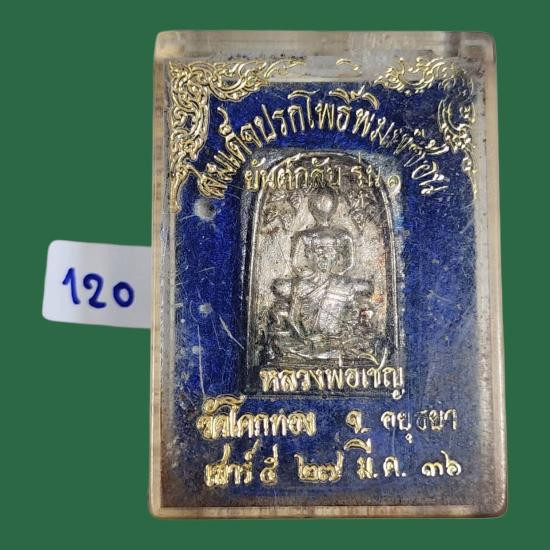 สมเด็จปรกโพธิ์พิมพ์ซ้อน
ยันต์กลับ รุ่น ๑
หลวงพ่อเชิญ
วัดโคกทอง จ. อยุธยา
เสาร์ ๕ ๒๗ มี.ค. ๓๖
120